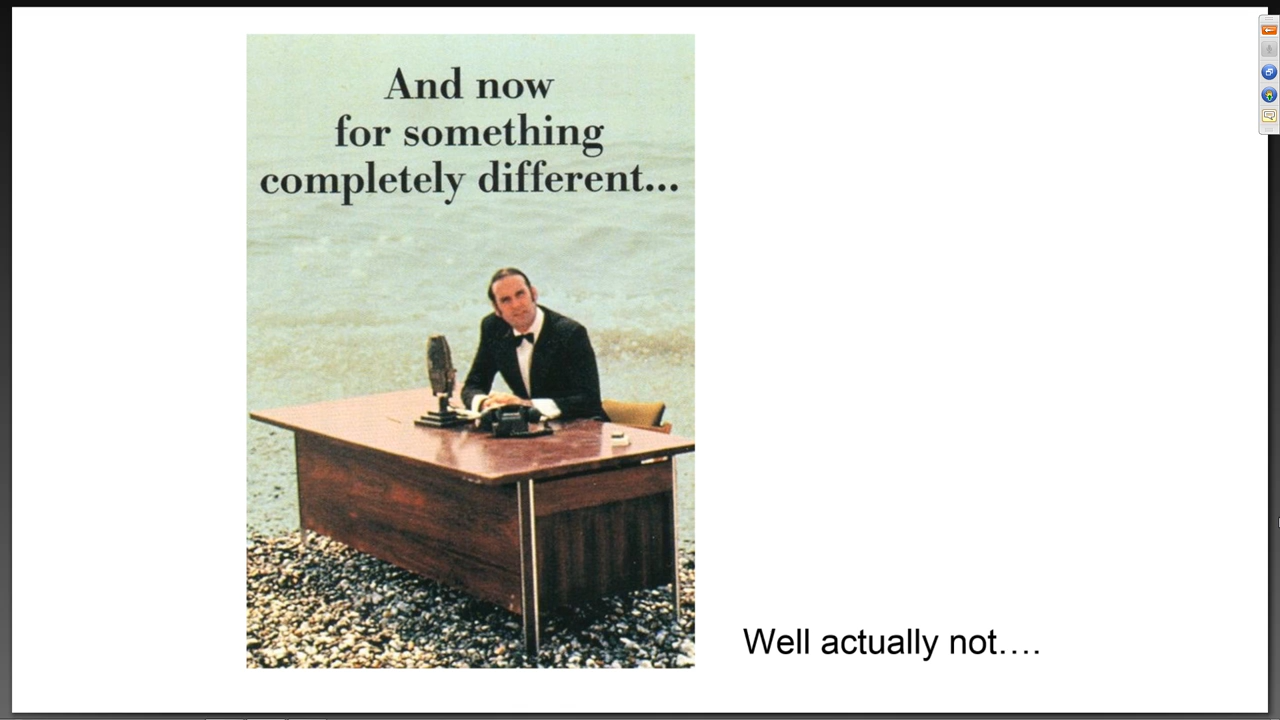 And now
for something
completely different...
Well actually not….